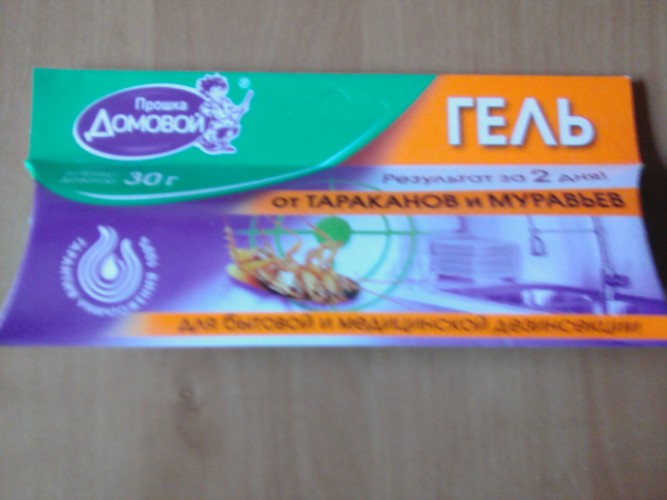 Прошка
ДОМОВОЙ®
30 г
ГЕЛЬ
Результат за 2 дня!
от ТАРАКАНОВ и МУРАВЬЕВ
для бытовой и медицинской дезинсекции